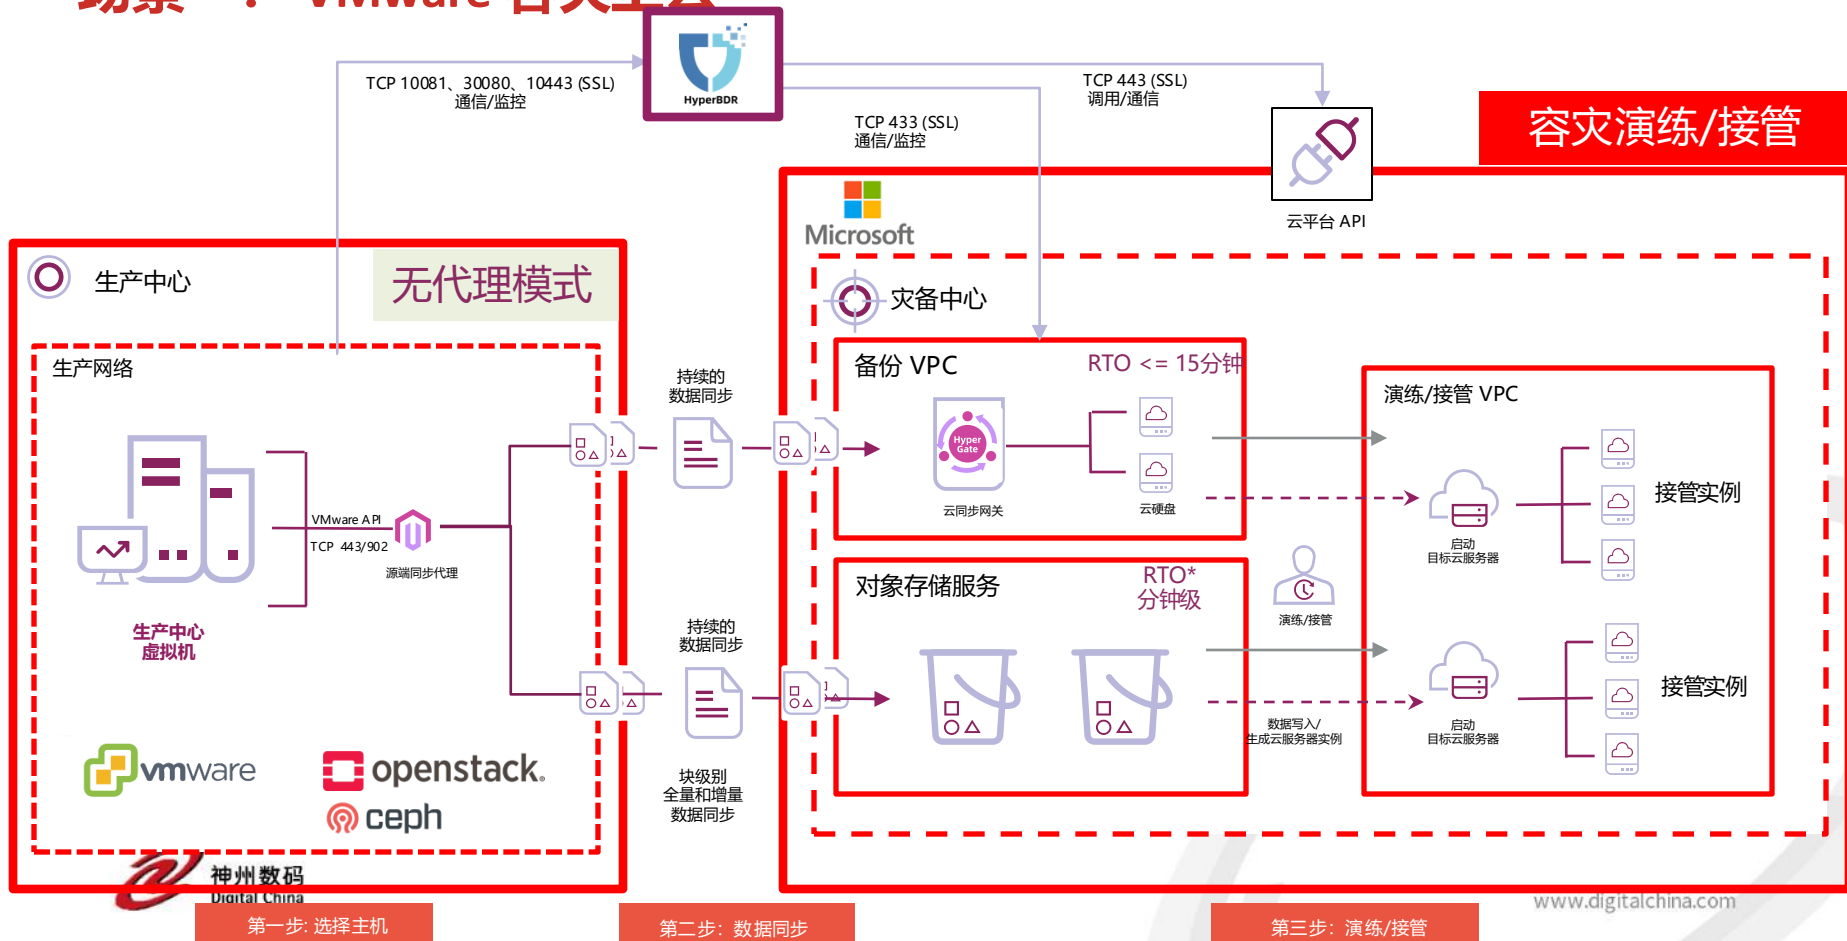 VMware 容灾上云
TCP 10081、30080、10443 (SSL)
通信/监控
HyperBDR
TCP 443 (SSL)
调用/通信
TCP 433 (SSL)
通信/监控
容灾演练/接管
云平台 API
Microsoft
生产中心
无代理模式
灾备中心
生产网络
持续的
数据同步
备份 VPC
RTO <= 15分钟
演练/接管 VPC
Hyper
Gate
云同步网关
云硬盘
接管实例
启动
目标云服务器
VMware API
TCP 443/902
源端同步代理
生产中心
虚拟机
持续的
数据同步
对象存储服务
RTO*
分钟级
演练/接管
接管实例
数据写入/
生成云服务器实例
启动
目标云服务器
vmware
openstack.
ceph
块级别
全量和增量
数据同步
神州数码
Digital China
www.digitalchina.com
第一步: 选择主机
第二步：数据同步
第三步：演练/接管